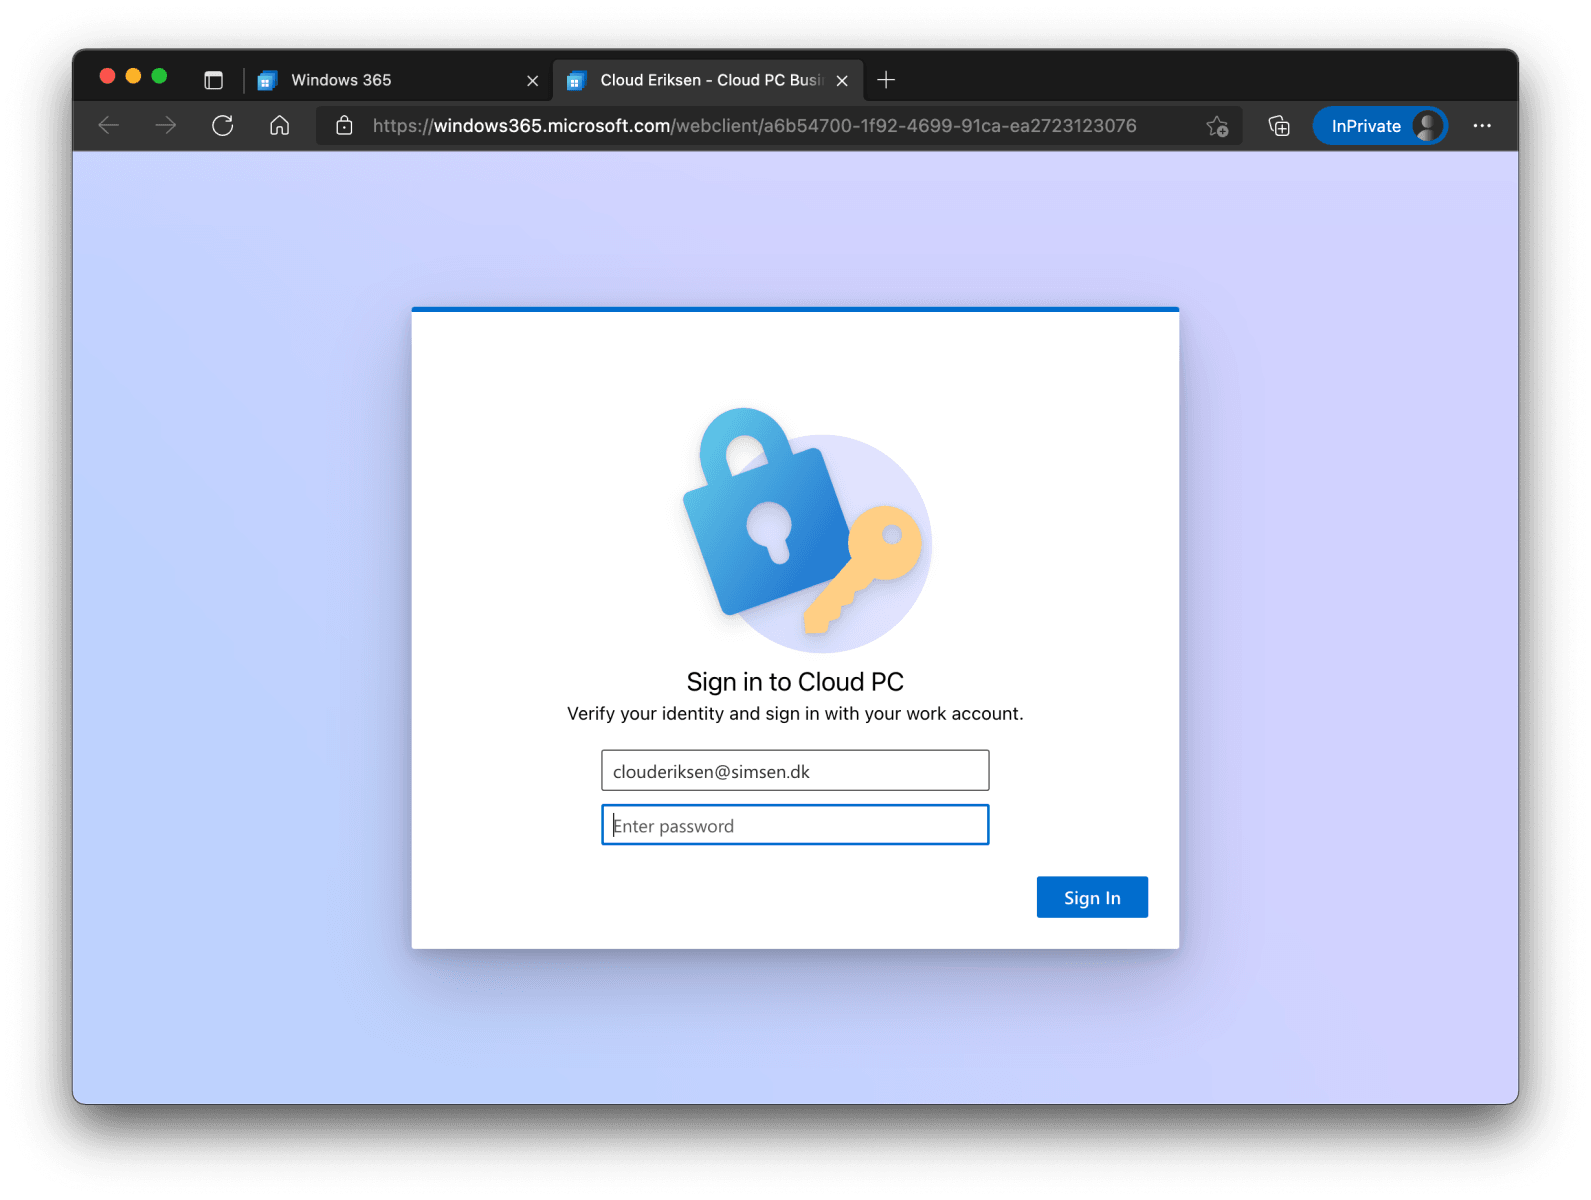 Windows 365
Cloud Eriksen - Cloud PC Busi
https://windows365.microsoft.com/webclient/a6b54700-1f92-4699-91ca-ea2723123076
InPrivate
Sign in to Cloud PC
Verify your identity and sign in with your work account.
clouderiksen@simsen.dk
Enter password
Sign In